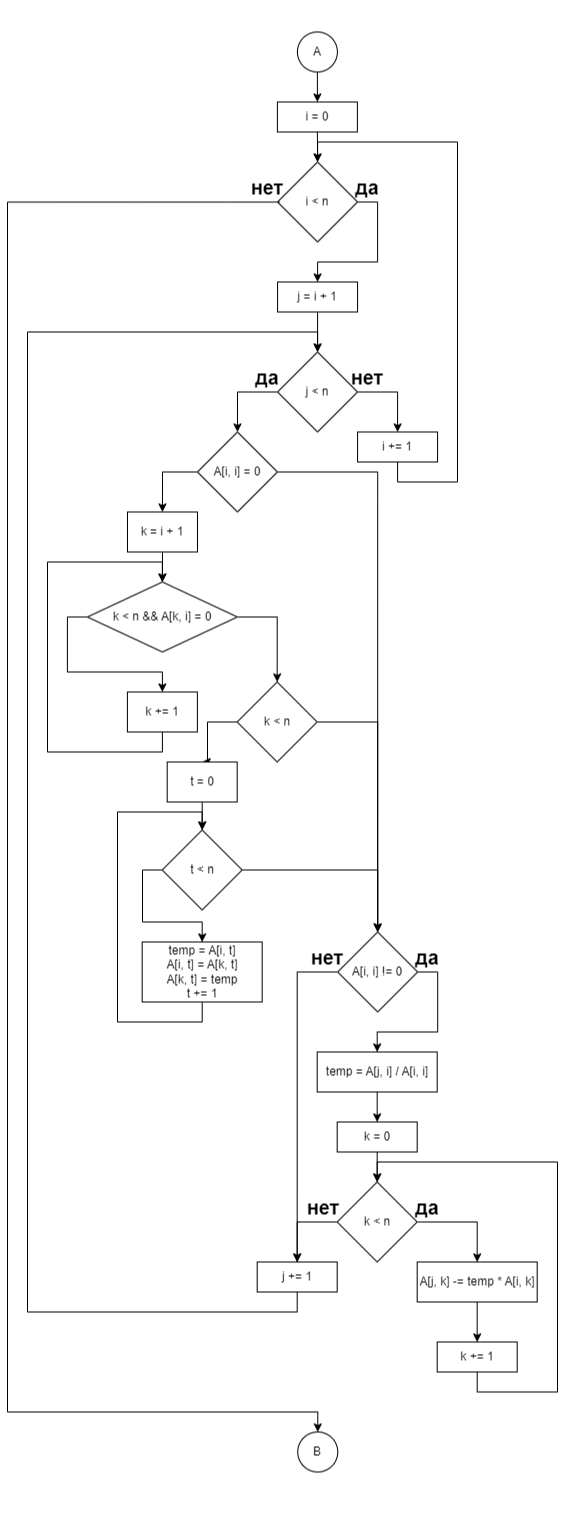 A
i = 0
нет
да
i < n
j = i + 1
да
нет
j < n
i += 1
A[i, i] = 0
k = i + 1
k < n && A[k, i] = 0
k += 1
k < n
t = 0
t < n
temp = A[i, t]
A[i, t] = A[k, t]
A[k, t] = temp
t += 1
нет
да
A[i, i] != 0
temp = A[j, i] / A[i, i]
k = 0
нет
да
k < n
j += 1
A[j, k] -= temp * A[i, k]
k += 1
B